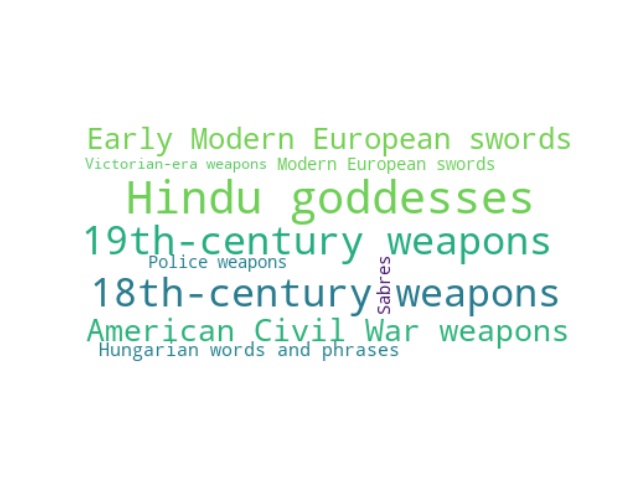 Early Modern European swords
Victorian-era weapons
Modern European swords
Hindu goddesses
19th-century weapons
Police weapons
Sabres
18th-century weapons
American Civil War weapons
Hungarian words and phrases